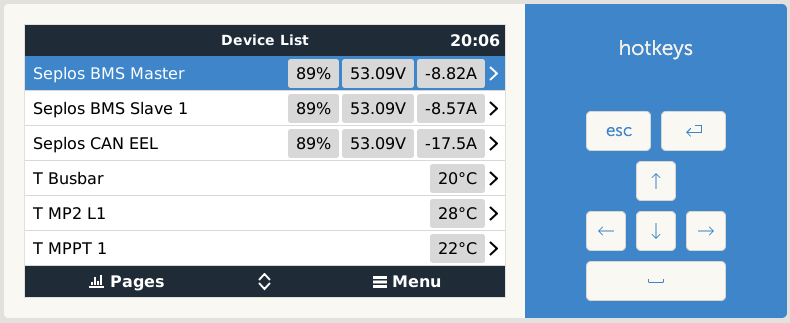 Device List 20:06
Seplos BMS Master 89% 53.09V -8.82A
Seplos BMS Slave 1 89% 53.09V -8.57A
Seplos CAN EEL 89% 53.09V -17.5A
T Busbar 20°C
T MP2 L1 28°C
T MPPT 1 22°C
Pages Menu
hotkeys
esc